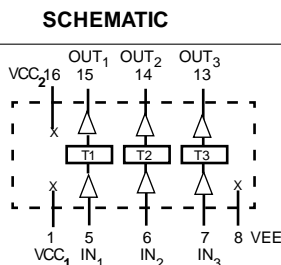 SCHEMATIC
OUT1 OUT2 OUT3
VCC2 16 15 14 13
X
T1 T2 T3
X X
1 5 6 7 8 VEE
VCC1 IN1 IN2 IN3